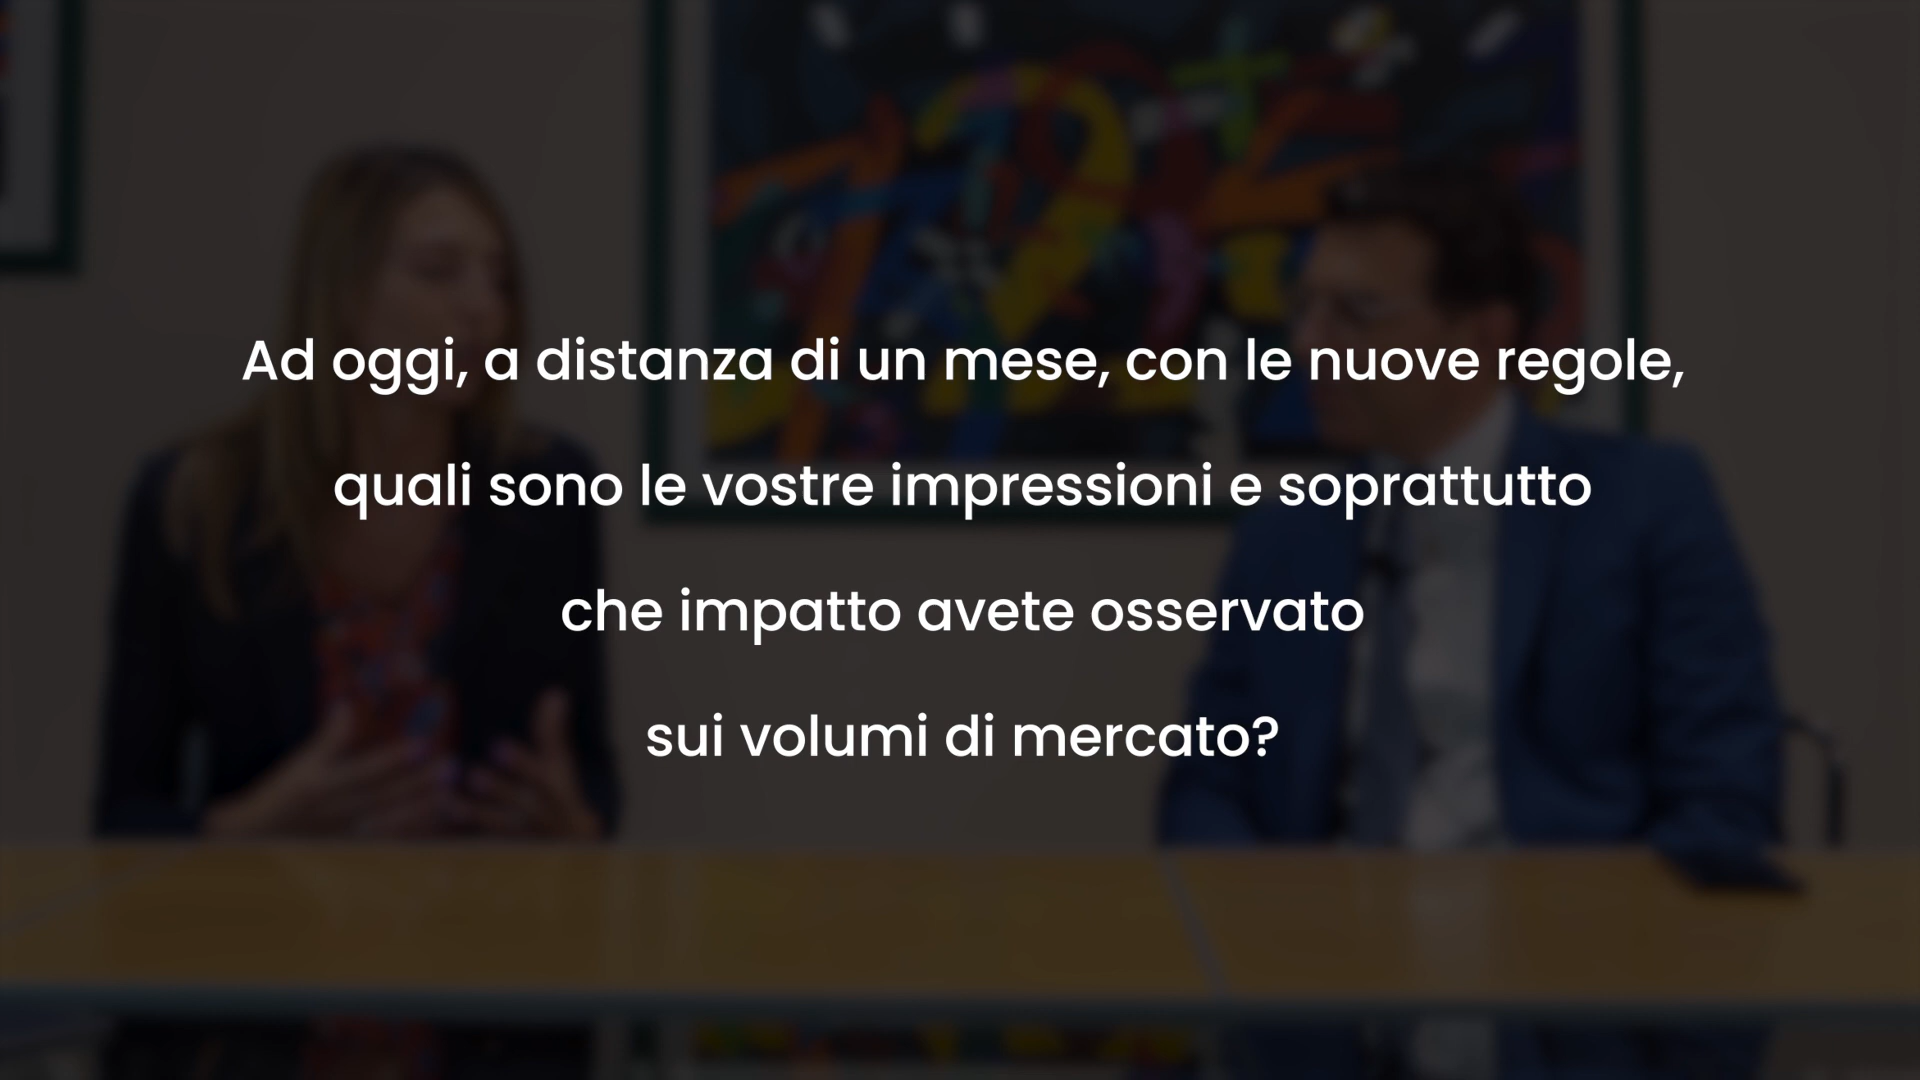 Ad oggi, a distanza di un mese, con le nuove regole,
quali sono le vostre impressioni e soprattutto
che impatto avete osservato
sui volumi di mercato?